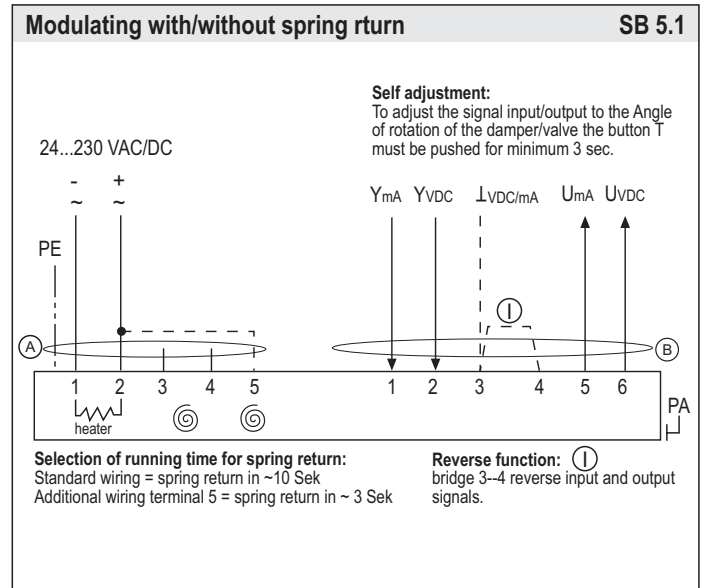 Modulating with/without spring rturn SB 5.1
Self adjustment:
To adjust the signal input/output to the Angle
of rotation of the damper/valve the button T
must be pushed for minimum 3 sec.
24...230 VAC/DC
- +
~ ~
YmA YVDC ⊥VDC/mA UmA UVDC
PE
I
A
B
1 2 3 4 5 1 2 3 4 5 6
PA
heater
Selection of running time for spring return:
Standard wiring = spring return in ~10 Sek
Additional wiring terminal 5 = spring return in ~ 3 Sek
Reverse function: I
bridge 3--4 reverse input and output
signals.